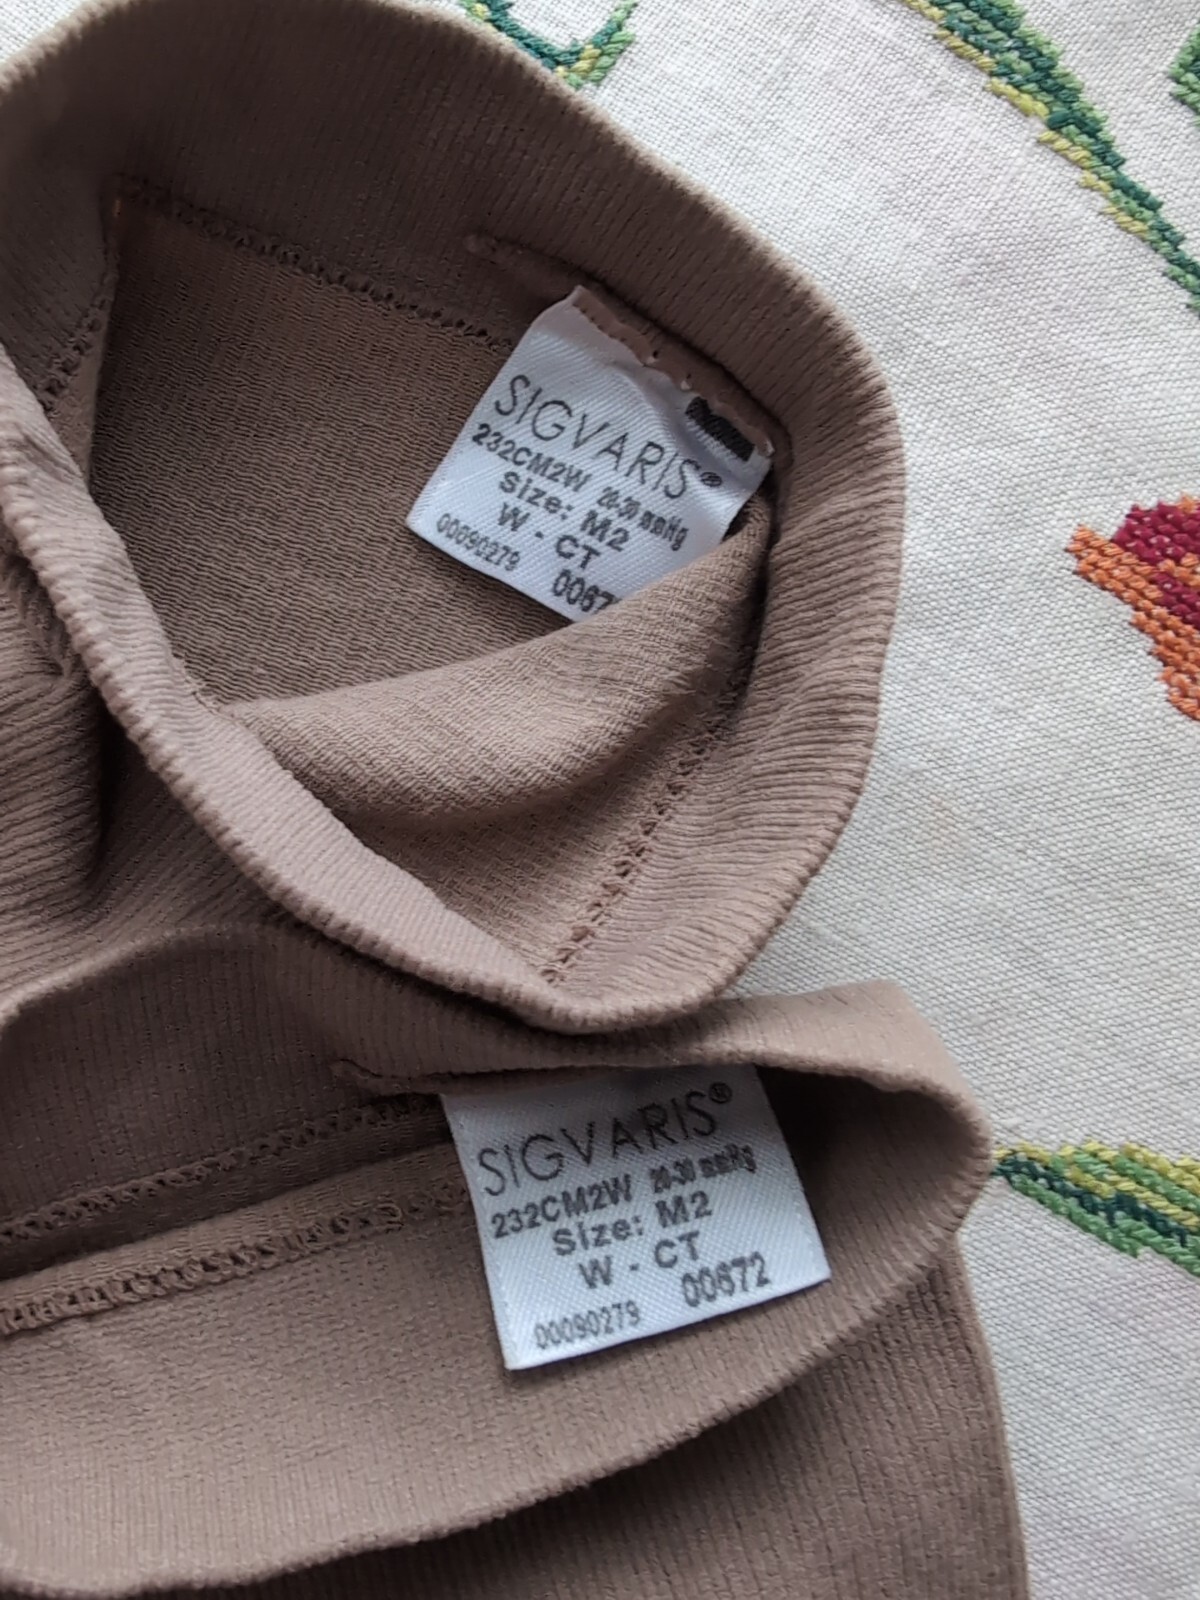 SIGVARIS®
232CM2W 20-30 mmHg
Size: M2
W - CT
00090279
SIGVARIS®
232CM2W 20-30 mmHg
Size: M2
W - CT
00090279 00672